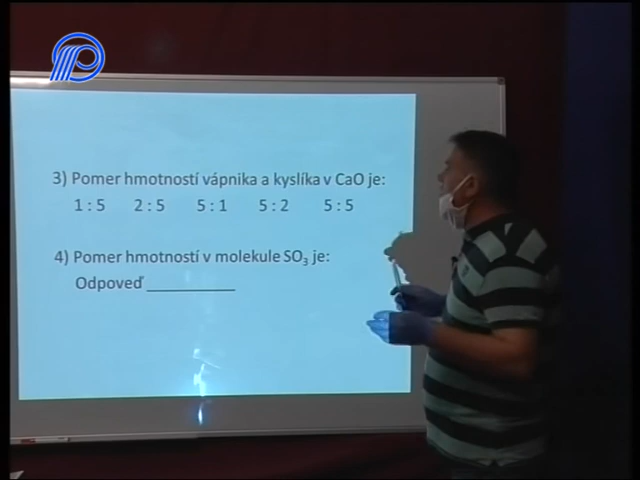 3) Pomer hmotností vápnika a kyslíka v CaO je:
1 : 5 2 : 5 5 : 1 5 : 2 5 : 5
4) Pomer hmotností v molekule SO₃ je:
Odpoveď ___________